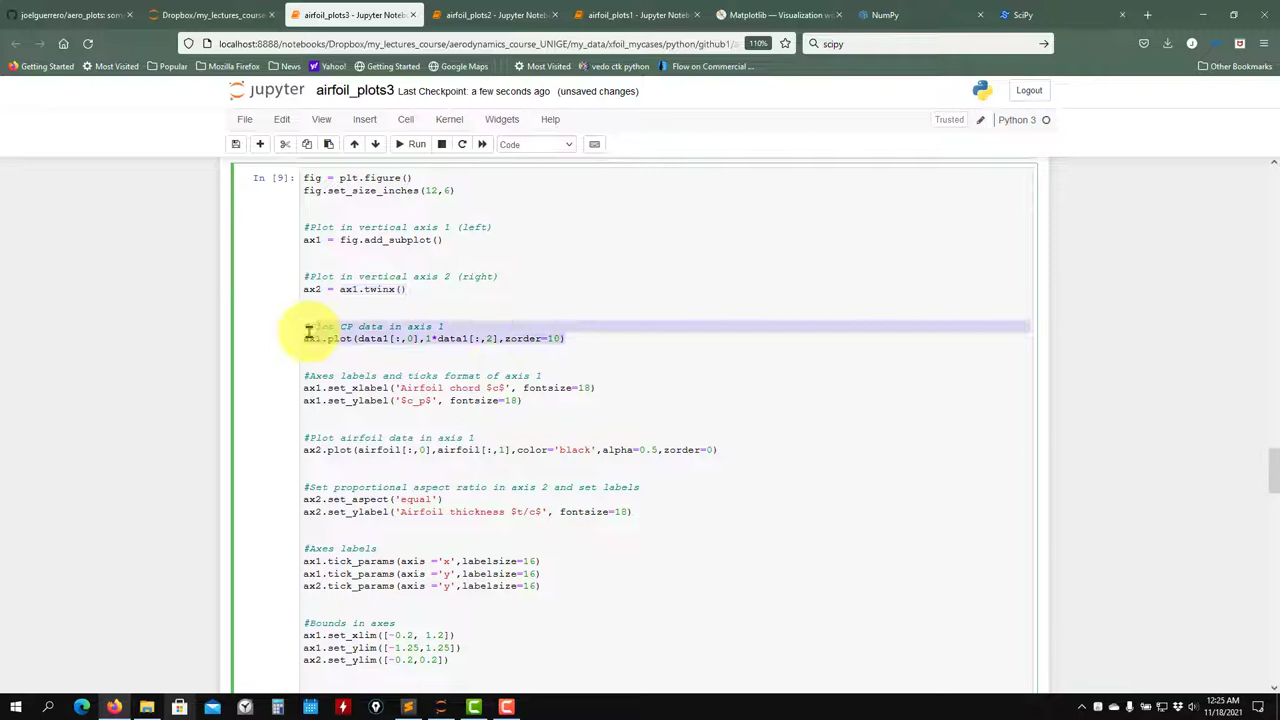 joelguerrero/aero_plots: som
Dropbox/my_lectures_course/
airfoil_plots3 - Jupyter Notebook
airfoil_plots2 - Jupyter Notebook
airfoil_plots1 - Jupyter Notebook
Matplotlib — Visualization w
NumPy
SciPy
localhost:8888/notebooks/Dropbox/my_lectures_course/aerodynamics_course_UNIGE/my_data/xfoil_mycases/python/github1/a
110%
scipy
Getting Started
Most Visited
Popular
Mozilla Firefox
News
Yahoo!
Getting Started
Google Maps
Most Visited
vedo ctk python
Flow on Commercial ...
Other Bookmarks
jupyter airfoil_plots3 Last Checkpoint: a few seconds ago (unsaved changes)
Logout
File Edit View Insert Cell Kernel Widgets Help
Trusted
Python 3
Run
Code
In [9]: fig = plt.figure()
fig.set_size_inches(12,6)
#Plot in vertical axis 1 (left)
ax1 = fig.add_subplot()
#Plot in vertical axis 2 (right)
ax2 = ax1.twinx()
CP data in axis 1
ax1.plot(data1[:,0],1*data1[:,2],zorder=10)
#Axes labels and ticks format of axis 1
ax1.set_xlabel('Airfoil chord $c$', fontsize=18)
ax1.set_ylabel('$c_p$', fontsize=18)
#Plot airfoil data in axis 1
ax2.plot(airfoil[:,0],airfoil[:,1],color='black',alpha=0.5,zorder=0)
#Set proportional aspect ratio in axis 2 and set labels
ax2.set_aspect('equal')
ax2.set_ylabel('Airfoil thickness $t/c$', fontsize=18)
#Axes labels
ax1.tick_params(axis ='x',labelsize=16)
ax1.tick_params(axis ='y',labelsize=16)
ax2.tick_params(axis ='y',labelsize=16)
#Bounds in axes
ax1.set_xlim([-0.2, 1.2])
ax1.set_ylim([-1.25,1.25])
ax2.set_ylim([-0.2,0.2])
12:25 AM
11/18/2021